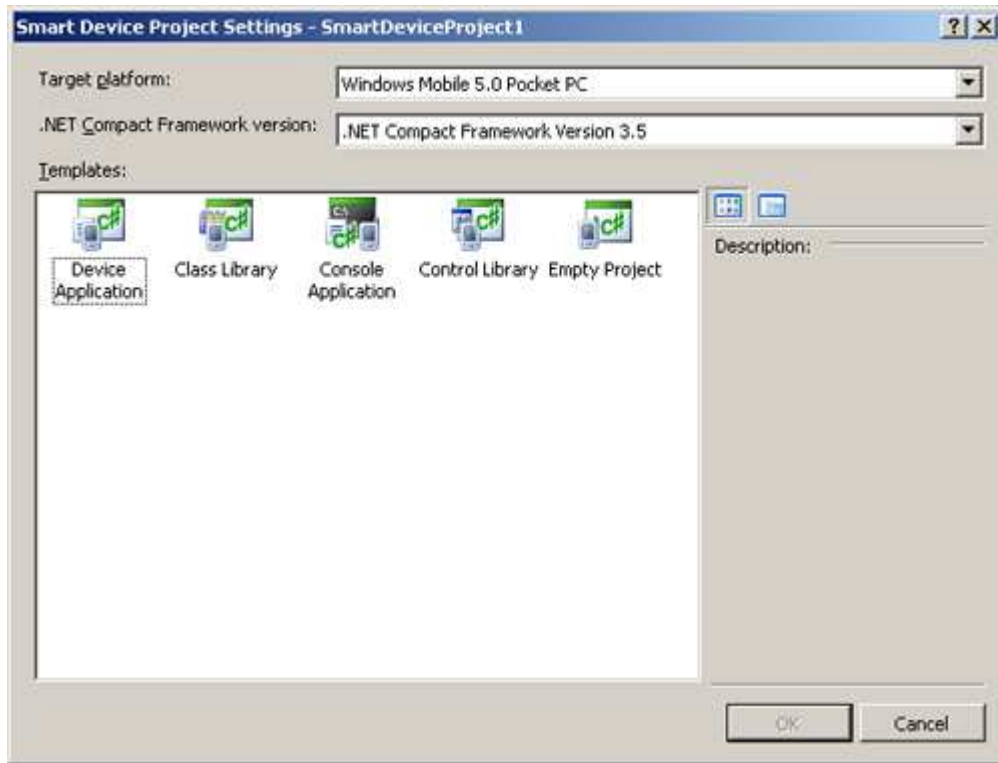 Smart Device Project Settings - SmartDeviceProject1
Target platform:
Windows Mobile 5.0 Pocket PC
.NET Compact Framework version:
.NET Compact Framework Version 3.5
Templates:
Device Application
Class Library
Console Application
Control Library
Empty Project
Description:
OK
Cancel